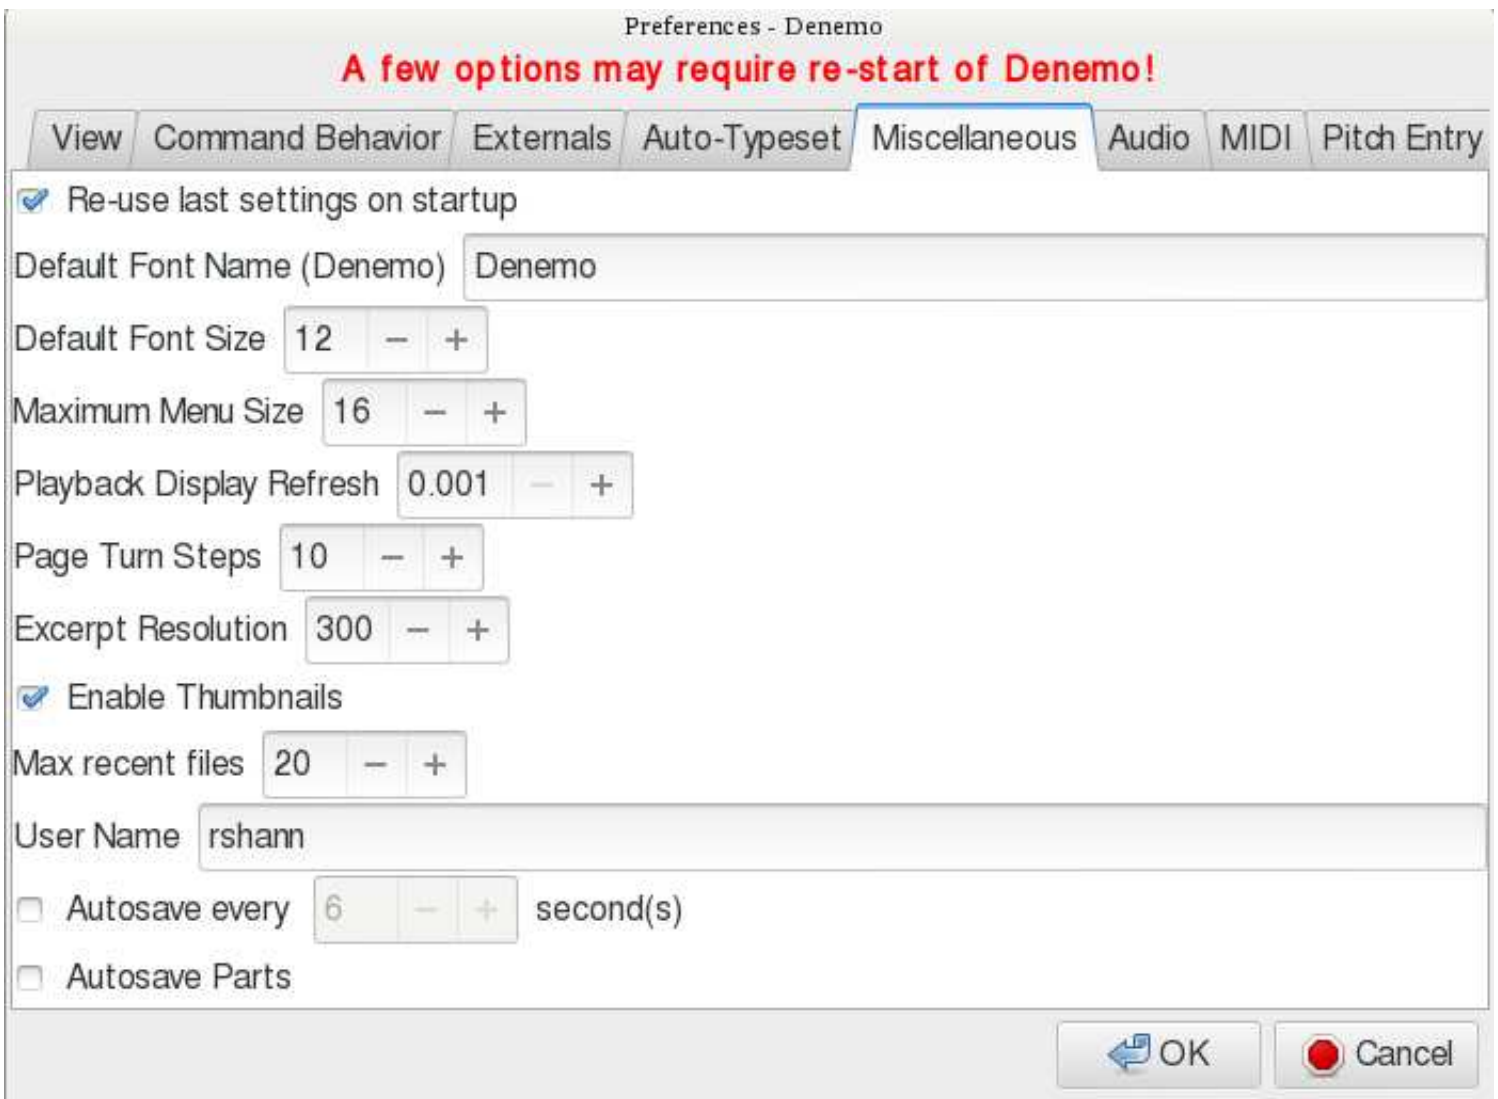 Preferences - Denemo
A few options may require re-start of Denemo!
View Command Behavior Externals Auto-Typeset Miscellaneous Audio MIDI Pitch Entry
Re-use last settings on startup
Default Font Name (Denemo) Denemo
Default Font Size 12 − +
Maximum Menu Size 16 − +
Playback Display Refresh 0.001 − +
Page Turn Steps 10 − +
Excerpt Resolution 300 − +
Enable Thumbnails
Max recent files 20 − +
User Name rshann
Autosave every 6 − + second(s)
Autosave Parts
OK Cancel